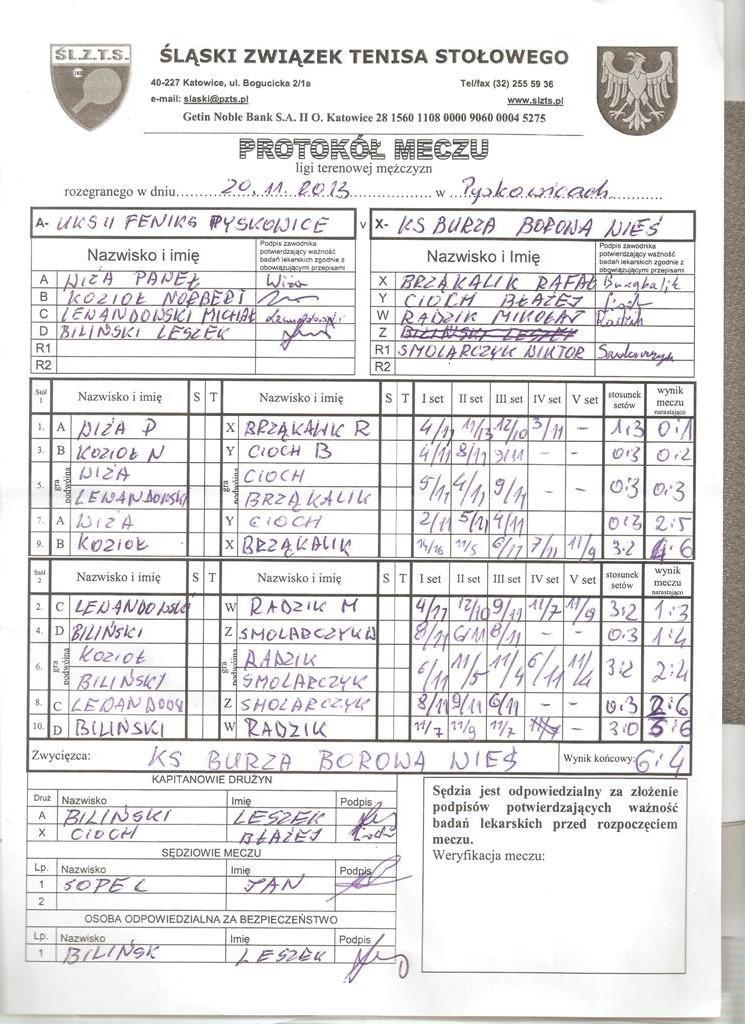 ŚL.Z.T.S.
ŚLĄSKI ZWIĄZEK TENISA STOŁOWEGO
40-227 Katowice, ul. Bogucicka 2/1a Tel/fax (32) 255 59 36
e-mail: slaski@pzts.pl www.slzts.pl
Getin Noble Bank S.A. II O. Katowice 28 1560 1108 0000 9060 0004 5275
PROTOKÓŁ MECZU
ligi terenowej mężczyzn
rozegranego w dniu 20.11.2013 w Pyskowicach
A- UKS II FENIKS PYSKOWICE v X- KS BURZA BOROWA WIEŚ
Nazwisko i imię Podpis zawodnika potwierdzający ważność badań lekarskich zgodnie z obowiązującymi przepisami Nazwisko i Imię Podpis zawodnika potwierdzający ważność badań lekarskich zgodnie z obowiązującymi przepisami
A WIZA PAWEŁ Wiza X BRZĄKALIK RAFAŁ Brząkalik
B KOZIOŁ NORBERT Y CIOCH BŁAŻEJ
C LEWANDOWSKI MICHAŁ Lewandowski W RADZIK MIKOŁAJ Radzik
D BILIŃSKI LESZEK Z BILIŃSKI LESZEK
R1 R1 SMOLARCZYK WIKTOR Smolarczyk
R2 R2
Stół 1 Nazwisko i imię S T Nazwisko i imię S T I set II set III set IV set V set stosunek setów wynik meczu narastająco
1. A WIZA P X BRZĄKALIK R 4/11 11/13 12/10 3/11 - 1:3 0:1
3. B KOZIOŁ N Y CIOCH B 4/11 8/11 9/11 - - 0:3 0:2
5. gra podwójna WIZA gra podwójna CIOCH 5/11 4/11 9/11 - - 0:3 0:3
LEWANDOWSKI BRZĄKALIK
7. A WIZA Y CIOCH 2/11 5/11 4/11 0:3 2:5
9. B KOZIOŁ X BRZĄKALIK 14/16 11/5 6/11 7/11 11/9 3:2 :6
Stół 2 Nazwisko i imię S T Nazwisko i imię S T I set II set III set IV set V set stosunek setów wynik meczu narastająco
2. C LEWANDOWSKI W RADZIK M 4/11 12/10 9/11 11/7 11/9 3:2 1:3
4. D BILIŃSKI Z SMOLARCZYK W 8/11 6/11 8/11 - - 0:3 1:4
6. gra podwójna KOZIOŁ gra podwójna RADZIK 6/11 11/5 11/4 6/11 11/4 3:2 2:4
BILIŃSKI SMOLARCZYK
8. C LEWANDOW Z SMOLARCZYK 8/11 9/11 6/11 - - 0:3 2:6
10. D BILIŃSKI W RADZIK 11/7 11/9 11/7 - 3:0 :6
Zwycięzca: KS BURZA BOROWA WIEŚ Wynik końcowy: 6:4
KAPITANOWIE DRUŻYN
Druż Nazwisko Imię Podpis
A BILIŃSKI LESZEK
X CIOCH BŁAŻEJ
SĘDZIOWIE MECZU
Lp. Nazwisko Imię Podpis
1 SOPEL JAN
2
OSOBA ODPOWIEDZIALNA ZA BEZPIECZEŃSTWO
Lp. Nazwisko Imię Podpis
1 BILIŃSK LESZEK
Sędzia jest odpowiedzialny za złożenie
podpisów potwierdzających ważność
badań lekarskich przed rozpoczęciem
meczu.
Weryfikacja meczu: